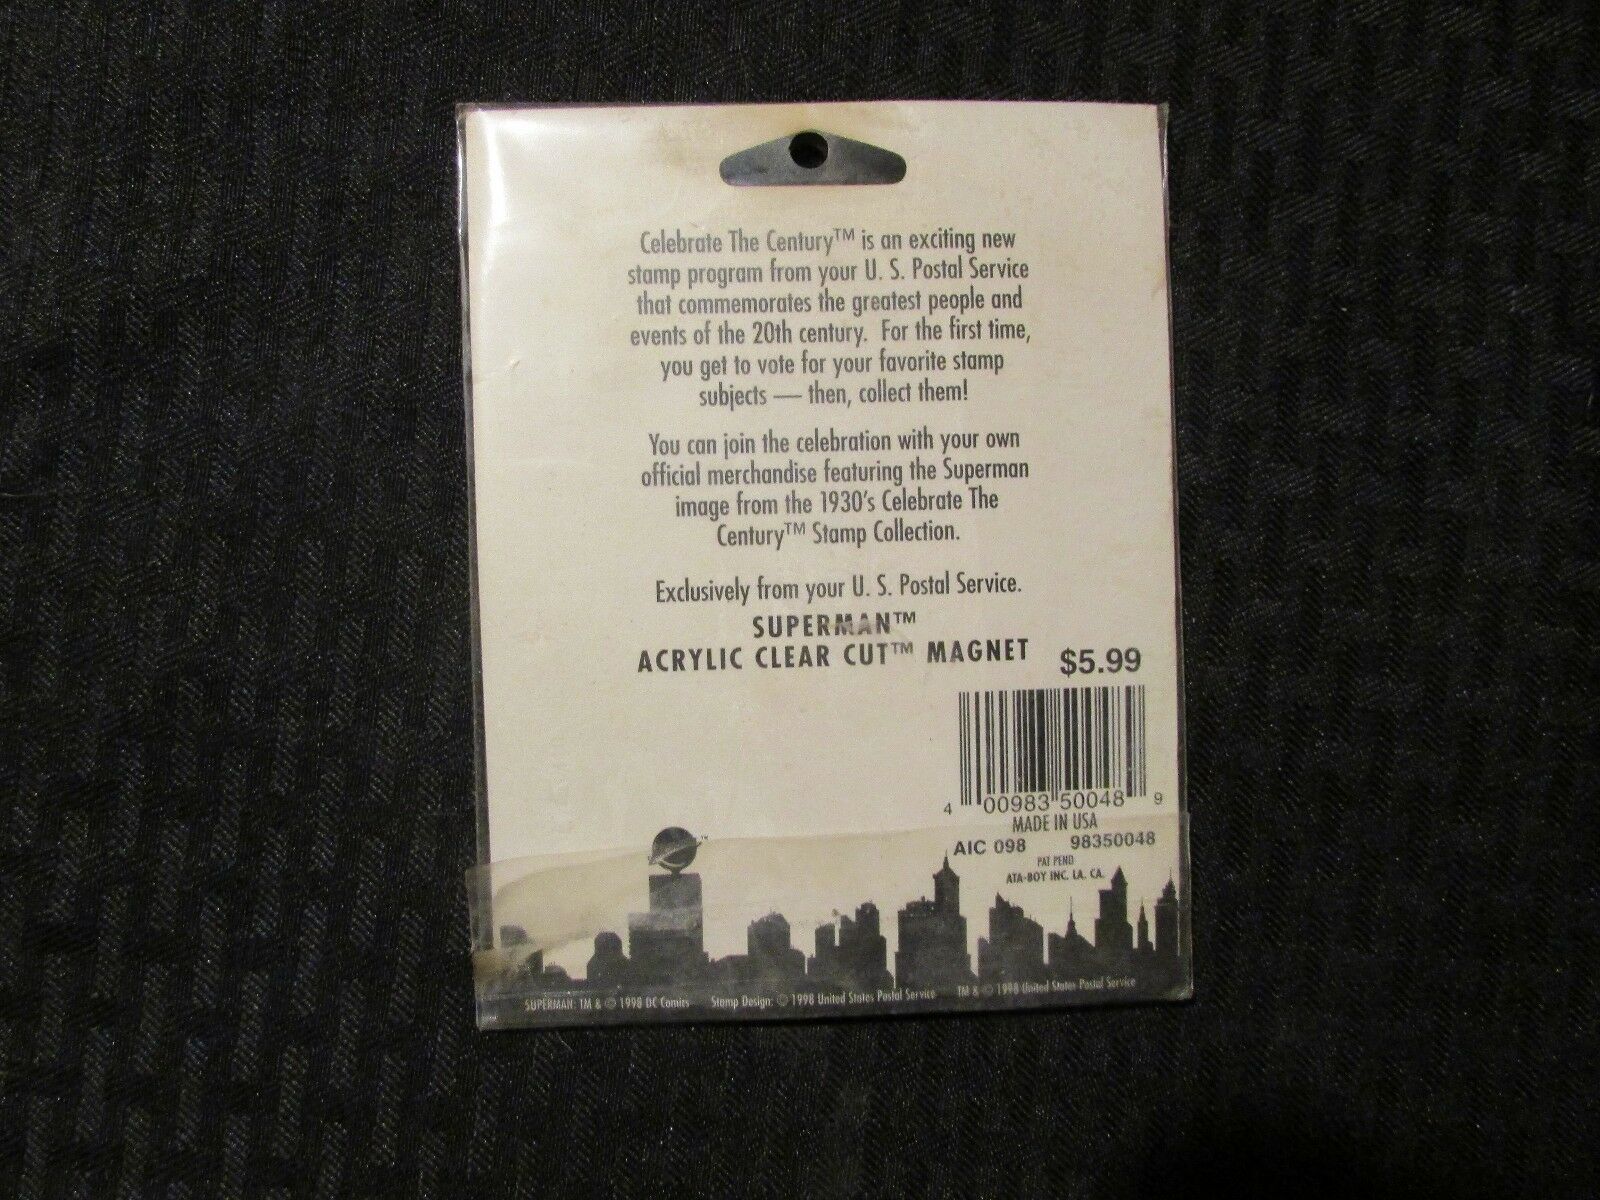 Celebrate The Century™ is an exciting new
stamp program from your U. S. Postal Service
that commemorates the greatest people and
events of the 20th century. For the first time,
you get to vote for your favorite stamp
subjects — then, collect them!
You can join the celebration with your own
official merchandise featuring the Superman
image from the 1930's Celebrate The
Century™ Stamp Collection.
Exclusively from your U. S. Postal Service.
SUPERMAN™
ACRYLIC CLEAR CUT™ MAGNET
$5.99
4 00983 50048 9
MADE IN USA
AIC 098 98350048
PAT PEND
ATA-BOY INC. LA. CA.
™
SUPERMAN: TM & © 1998 DC Comics Stamp Design: © 1998 United States Postal Service TM & © 1998 United States Postal Service